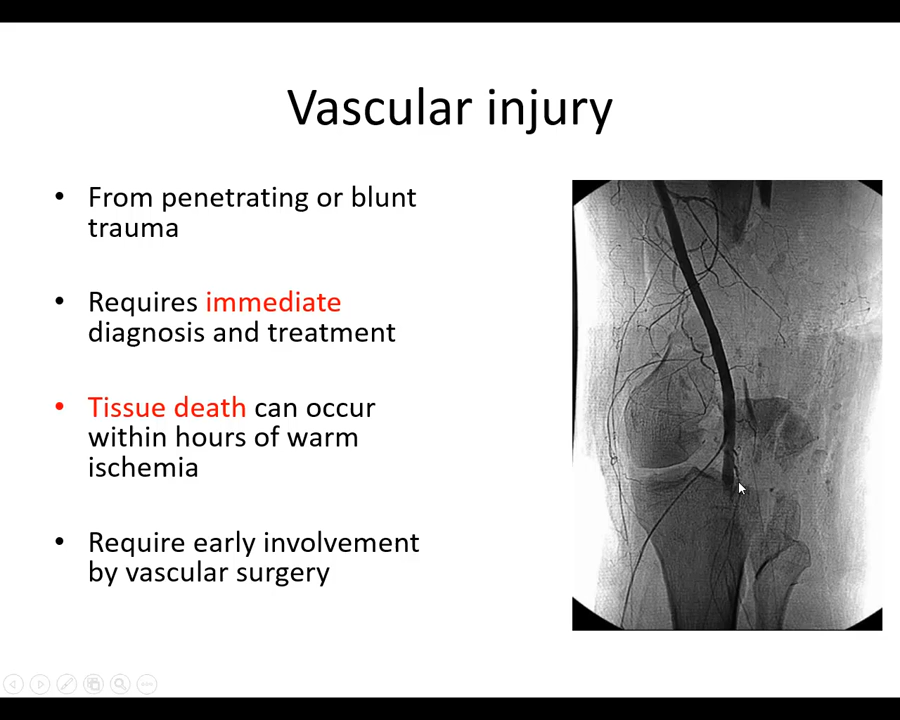 Vascular injury
• From penetrating or blunt
trauma
• Requires immediate
diagnosis and treatment
• Tissue death can occur
within hours of warm
ischemia
• Require early involvement
by vascular surgery